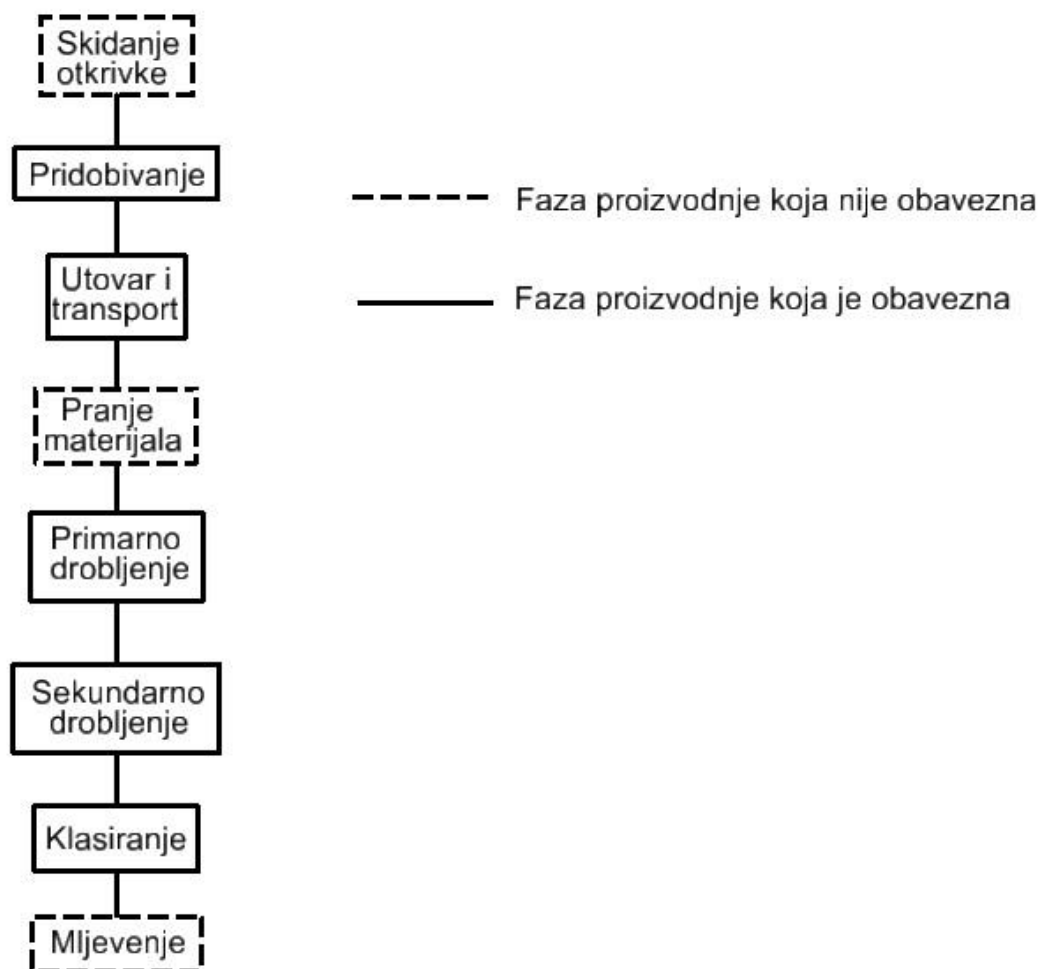 Skidanje
otkrivke
Pridobivanje
Utovar i
transport
Pranje
materijala
Primarno
drobljenje
Sekundarno
drobljenje
Klasiranje
Mljevenje
Faza proizvodnje koja nije obavezna
Faza proizvodnje koja je obavezna